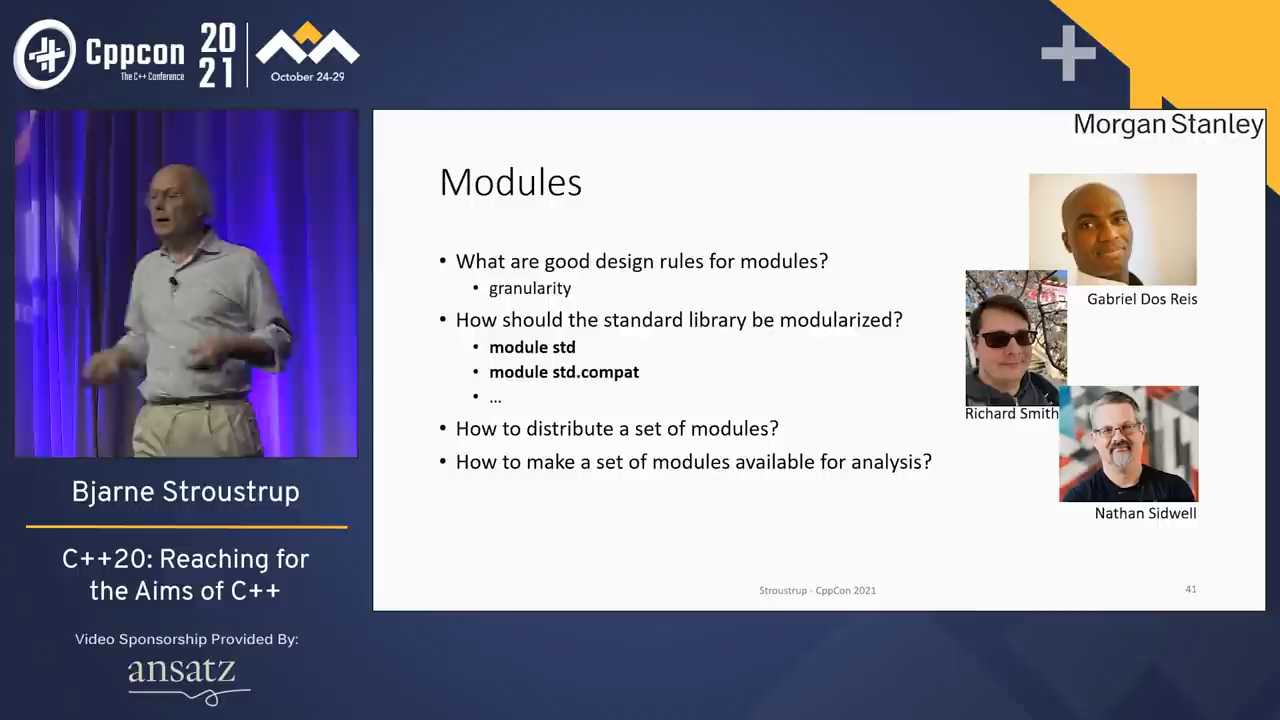 Cppcon
The C++ Conference
20
21
October 24-29
Morgan Stanley
Modules
• What are good design rules for modules?
• granularity
• How should the standard library be modularized?
• module std
• module std.compat
• ...
• How to distribute a set of modules?
• How to make a set of modules available for analysis?
Gabriel Dos Reis
Richard Smith
Nathan Sidwell
Stroustrup - CppCon 2021
41
Bjarne Stroustrup
C++20: Reaching for
the Aims of C++
Video Sponsorship Provided By:
ansatz